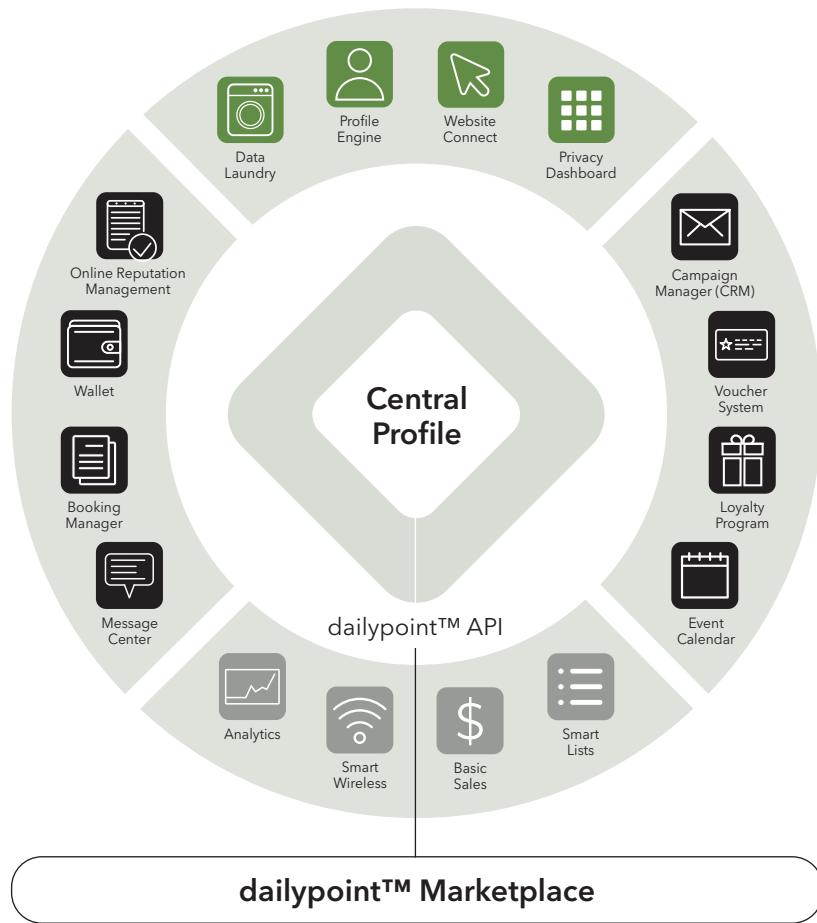 Data
Laundry
Profile
Engine
Website
Connect
Privacy
Dashboard
Online Reputation
Management
Wallet
Booking
Manager
Message
Center
Campaign
Manager (CRM)
Voucher
System
Loyalty
Program
Event
Calendar
Central
Profile
dailypoint™ API
Analytics
Smart
Wireless
$
Basic
Sales
Smart
Lists
dailypoint™ Marketplace